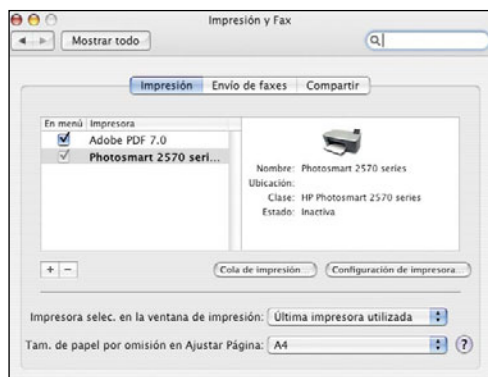 Impresión y Fax
Mostrar todo
Impresión Envío de faxes Compartir
En menú Impresora
Adobe PDF 7.0
Photosmart 2570 seri...
Nombre: Photosmart 2570 series
Ubicación:
Clase: HP Photosmart 2570 series
Estado: Inactiva
+ −
Cola de impresión... Configuración de impresora...
Impresora selec. en la ventana de impresión: Última impresora utilizada
Tam. de papel por omisión en Ajustar Página: A4 ?